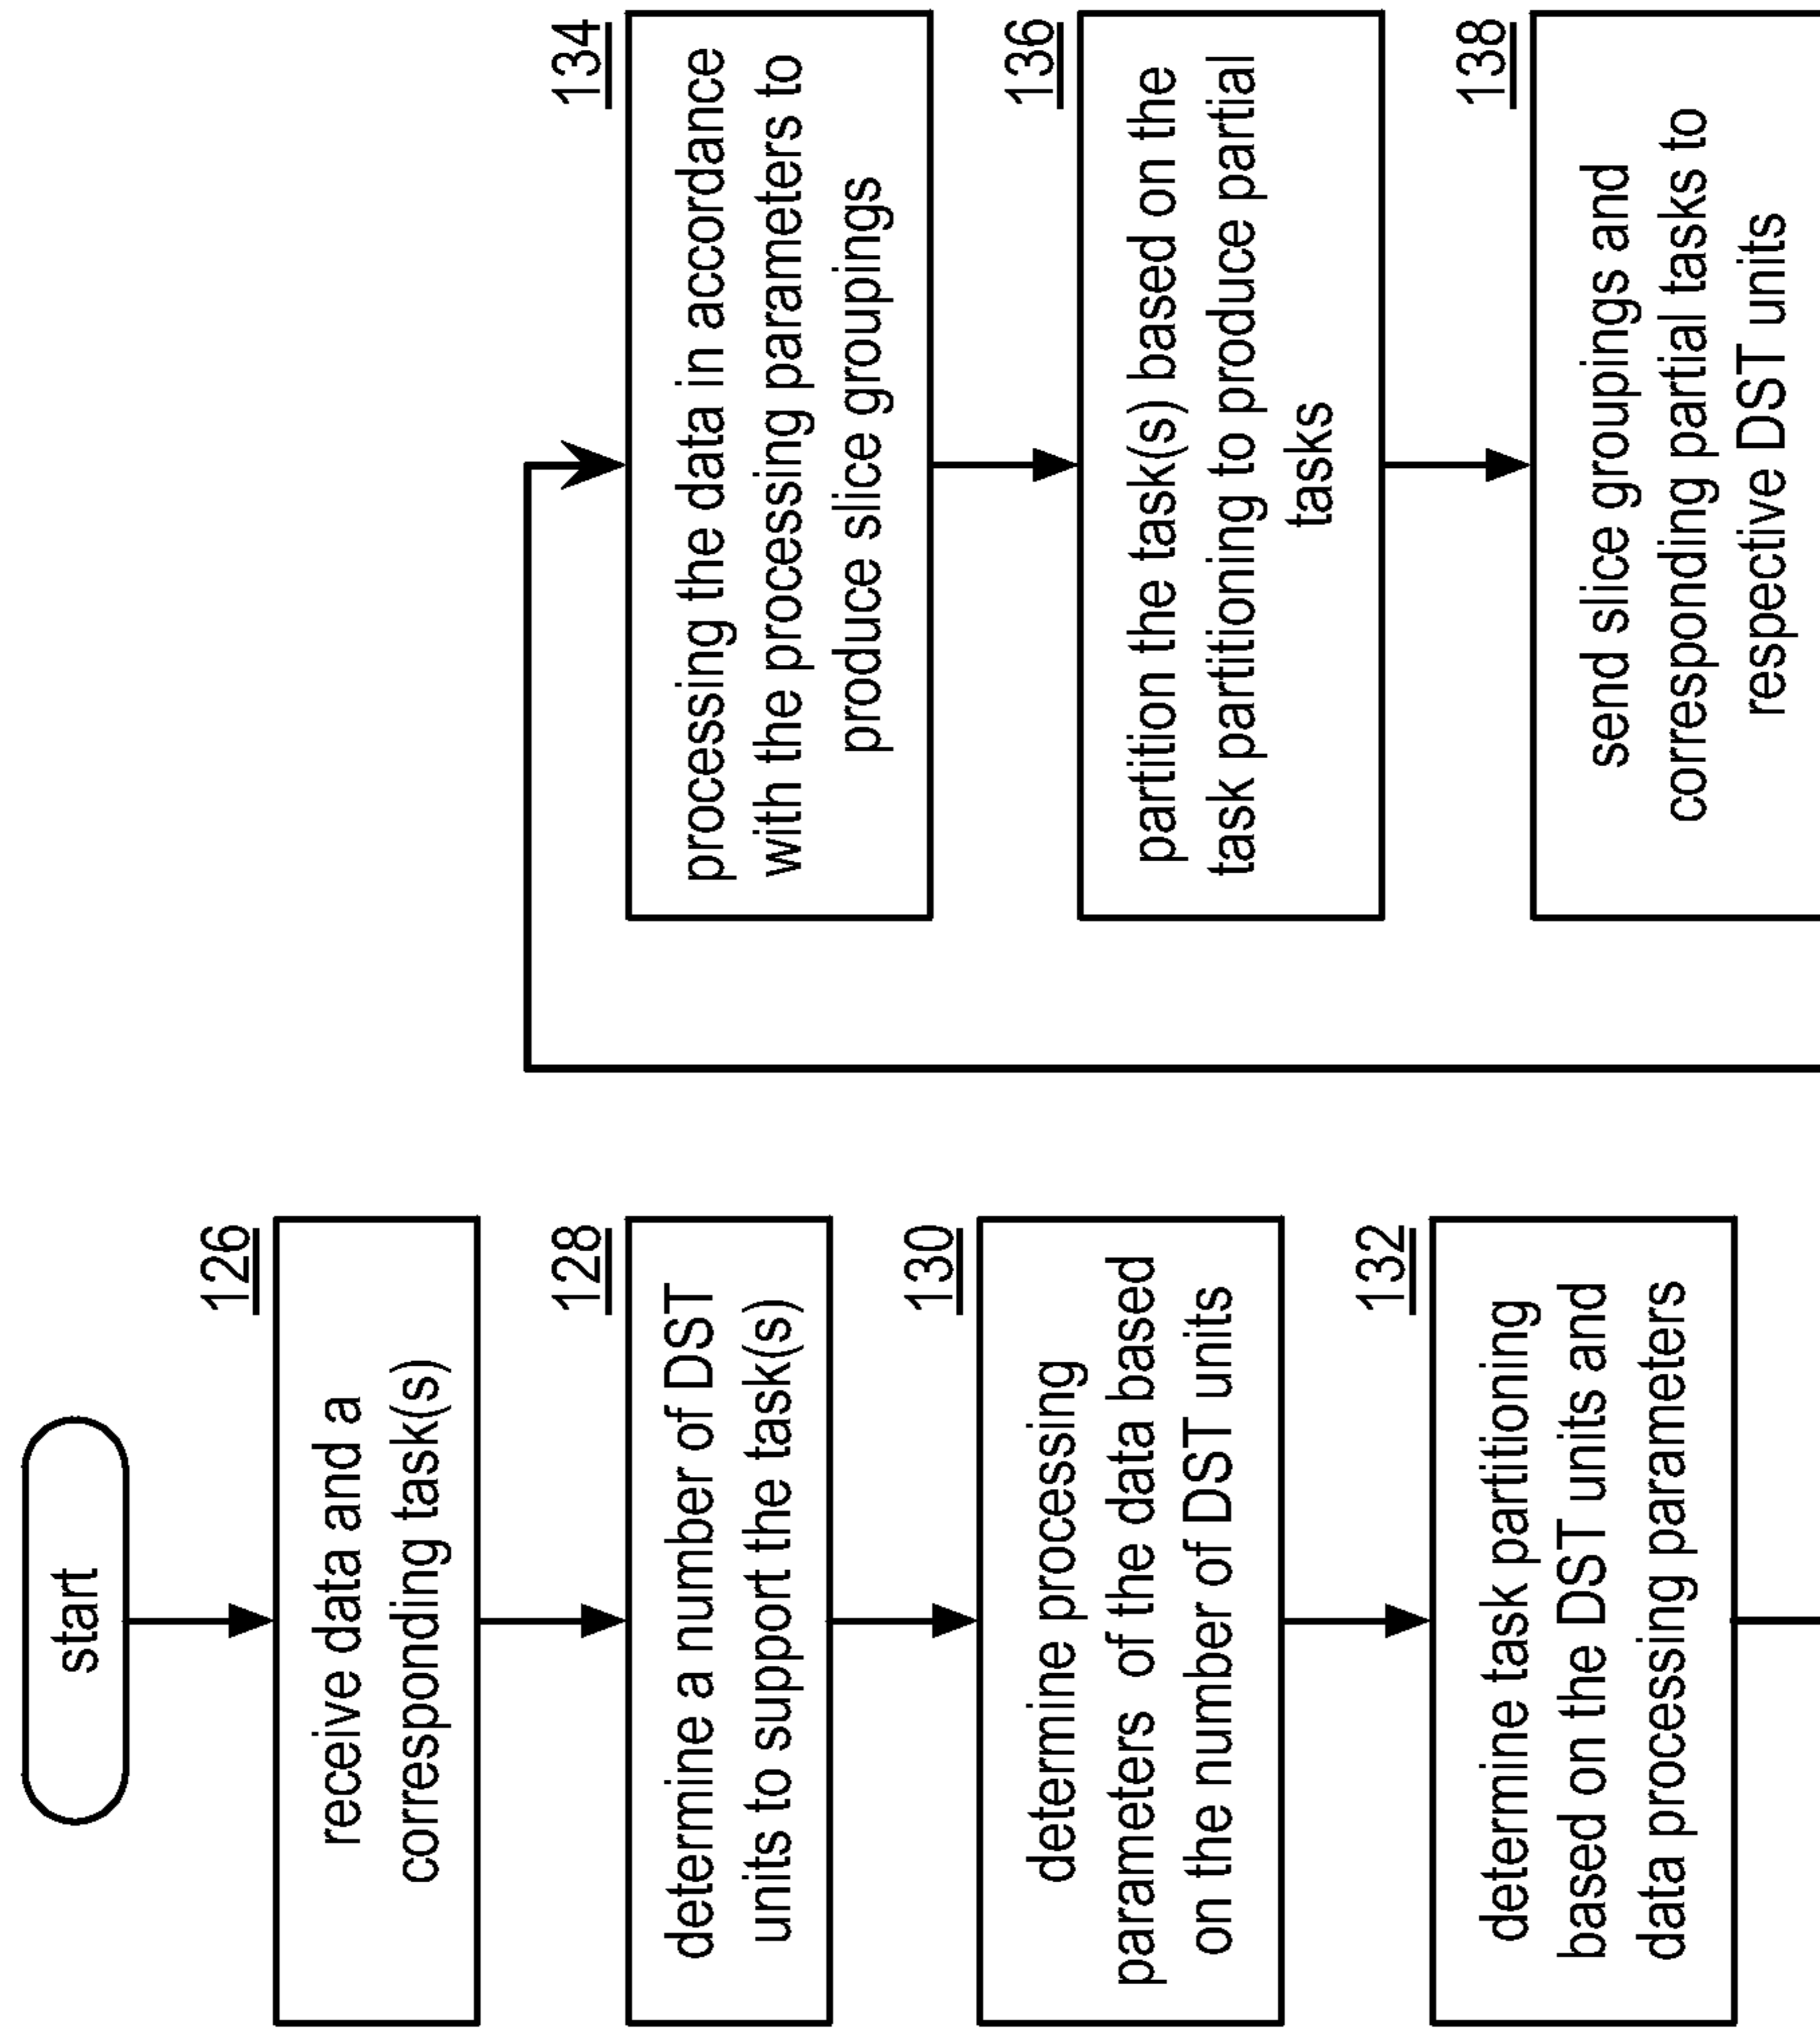 start
126
receive data and a
corresponding task(s)
128
determine a number of DST
units to support the task(s)
130
determine processing
parameters of the data based
on the number of DST units
132
determine task partitioning
based on the DST units and
data processing parameters
134
processing the data in accordance
with the processing parameters to
produce slice groupings
136
partition the task(s) based on the
task partitioning to produce partial
tasks
138
send slice groupings and
corresponding partial tasks to
respective DST units